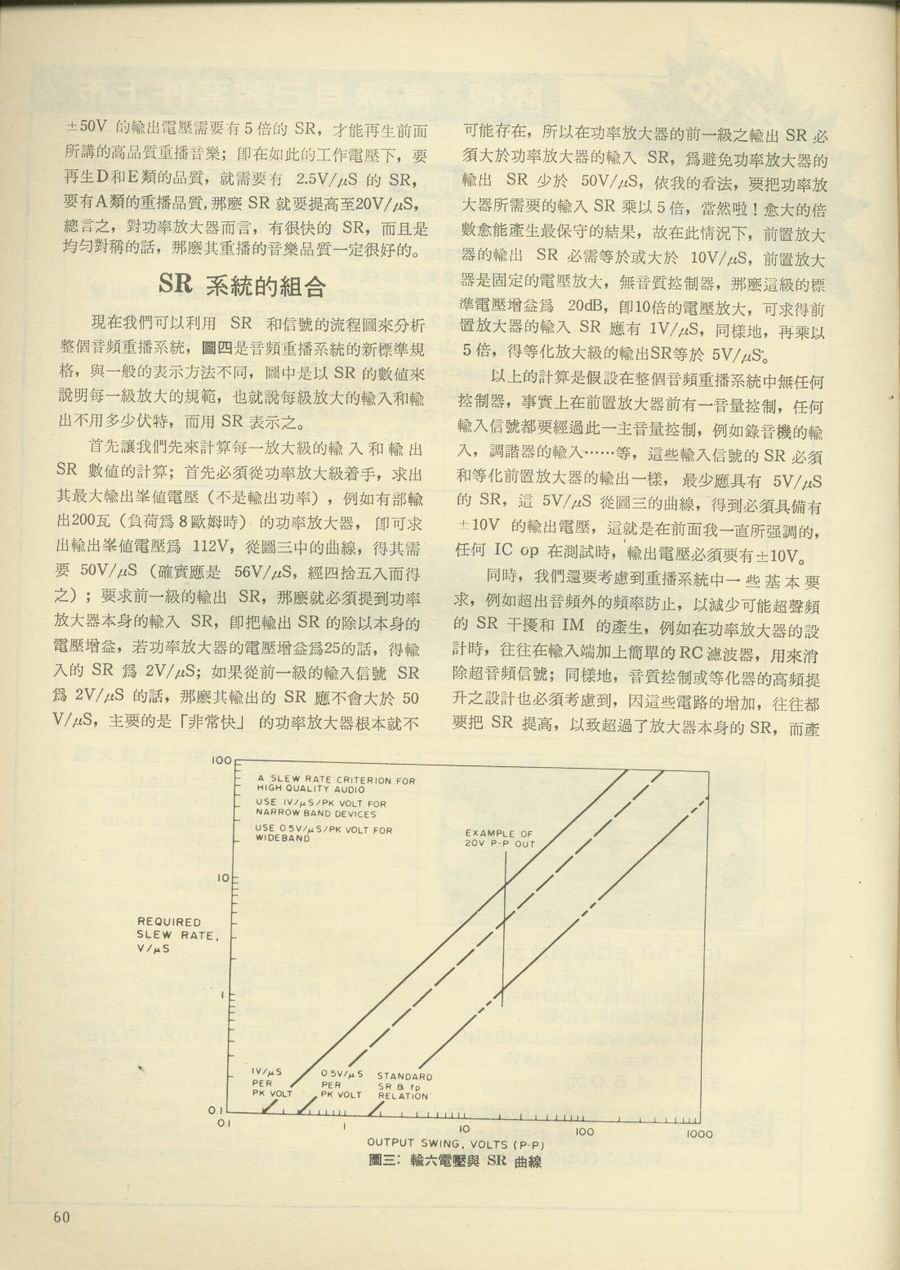 ±50V 的輸出電壓需要有5倍的 SR，才能再生前面
所講的高品質重播音樂；卽在如此的工作電壓下，要
再生D和E類的品質，就需要有 2.5V/μS 的 SR，
要有A類的重播品質,那麼 SR 就要提高至20V/μS，
總言之，對功率放大器而言，有很快的 SR，而且是
均勻對稱的話，那麼其重播的音樂品質一定很好的。
SR 系統的組合
現在我們可以利用 SR 和信號的流程圖來分析
整個音頻重播系統，圖四是音頻重播系統的新標準規
格，與一般的表示方法不同，圖中是以 SR 的數値來
說明每一級放大的規範，也就說每級放大的輸入和輸
出不用多少伏特，而用 SR 表示之。
首先讓我們先來計算每一放大級的輸入和輸出
SR 數値的計算；首先必須從功率放大級着手，求出
其最大輸出峯値電壓（不是輸出功率），例如有部輸
出200瓦（負荷爲8歐姆時）的功率放大器， 卽可求
出輸出峯値電壓爲 112V，從圖三中的曲線，得其需
要 50V/μS （確實應是 56V/μS，經四捨五入而得
之）；要求前一級的輸出 SR，那麼就必須提到功率
放大器本身的輸入 SR，卽把輸出 SR 的除以本身的
電壓增益，若功率放大器的電壓增益爲25的話，得輸
入的 SR 爲 2V/μS；如果從前一級的輸入信號 SR
爲 2V/μS 的話，那麽其輸出的 SR 應不會大於 50
V/μS，主要的是「非常快」 的功率放大器根本就不
可能存在，所以在功率放大器的前一級之輸出 SR 必
須大於功率放大器的輸入 SR，爲避免功率放大器的
輸出 SR 少於 50V/μS，依我的看法，要把功率放
大器所需要的輸入 SR 乘以5倍，當然啦！愈大的倍
數愈能產生最保守的結果，故在此情況下，前置放大
器的輸出 SR 必需等於或大於 10V/μS，前置放大
器是固定的電壓放大，無音質控制器，那麼這級的標
準電壓增益爲 20dB，卽10倍的電壓放大，可求得前
置放大器的輸入 SR 應有 1V/μS，同樣地，再乘以
5倍，得等化放大級的輸出SR等於 5V/μS。
以上的計算是假設在整個音頻重播系統中無任何
控制器，事實上在前置放大器前有一音量控制，任何
輸入信號都要經過此一主音量控制，例如錄音機的輸
入，調諧器的輸入……等，這些輸入信號的 SR 必須
和等化前置放大器的輸出一樣， 最少應具有 5V/μS
的 SR，這 5V/μS 從圖三的曲線，得到必須具備有
±10V 的輸出電壓，這就是在前面我一直所强調的，
任何 IC op 在測試時，輸出電壓必須要有±10V。
同時，我們還要考慮到重播系統中一些基本要
求，例如超出音頻外的頻率防止，以減少可能超聲頻
的 SR 干擾和 IM 的產生，例如在功率放大器的設
計時，往往在輸入端加上簡單的RC濾波器，用來消
除超音頻信號；同樣地，音質控制或等化器的高頻提
升之設計也必須考慮到，因這些電路的增加，往往都
要把 SR 提高，以致超過了放大器本身的 SR，而產
100
A SLEW RATE CRITERION FOR
HIGH QUALITY AUDIO
USE 1V/μS/PK VOLT FOR
NARROW BAND DEVICES
USE 0.5V/μS/PK VOLT FOR
WIDEBAND
EXAMPLE OF
20V P-P OUT
10
REQUIRED
SLEW RATE,
V/μS
1
1V/μS
PER
PK VOLT
0.5V/μS
PER
PK VOLT
STANDARD
SR & fp
RELATION
0.1
0.1 1 10 100 1000
OUTPUT SWING, VOLTS (P-P)
圖三：輸六電壓與 SR 曲線
60